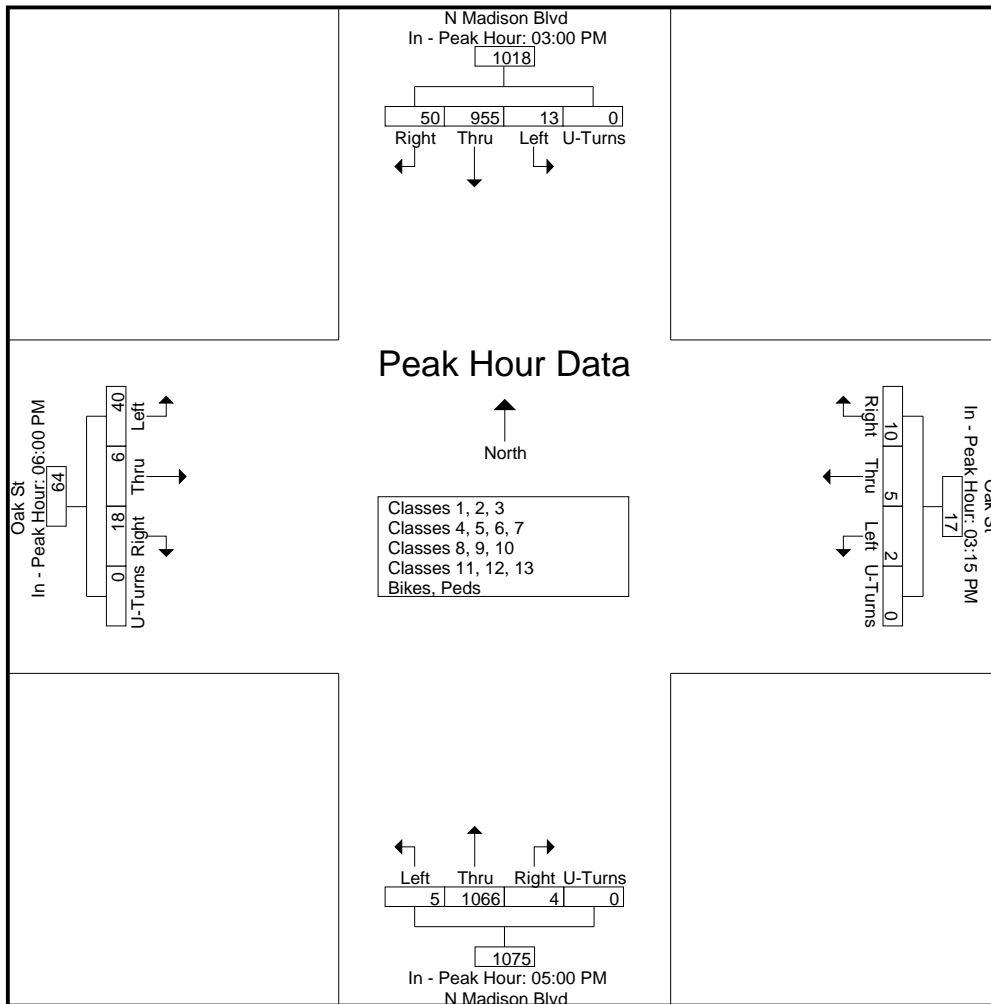 N Madison Blvd
In - Peak Hour: 03:00 PM
1018
50 955 13 0
Right Thru Left U-Turns
Peak Hour Data
North
Classes 1, 2, 3
Classes 4, 5, 6, 7
Classes 8, 9, 10
Classes 11, 12, 13
Bikes, Peds
Oak St
In - Peak Hour: 06:00 PM
64
40 6 18 0
Left Thru Right U-Turns
Oak St
In - Peak Hour: 03:15 PM
17
10 5 2 0
Right Thru Left U-Turns
Left Thru Right U-Turns
5 1066 4 0
1075
In - Peak Hour: 05:00 PM
N Madison Blvd